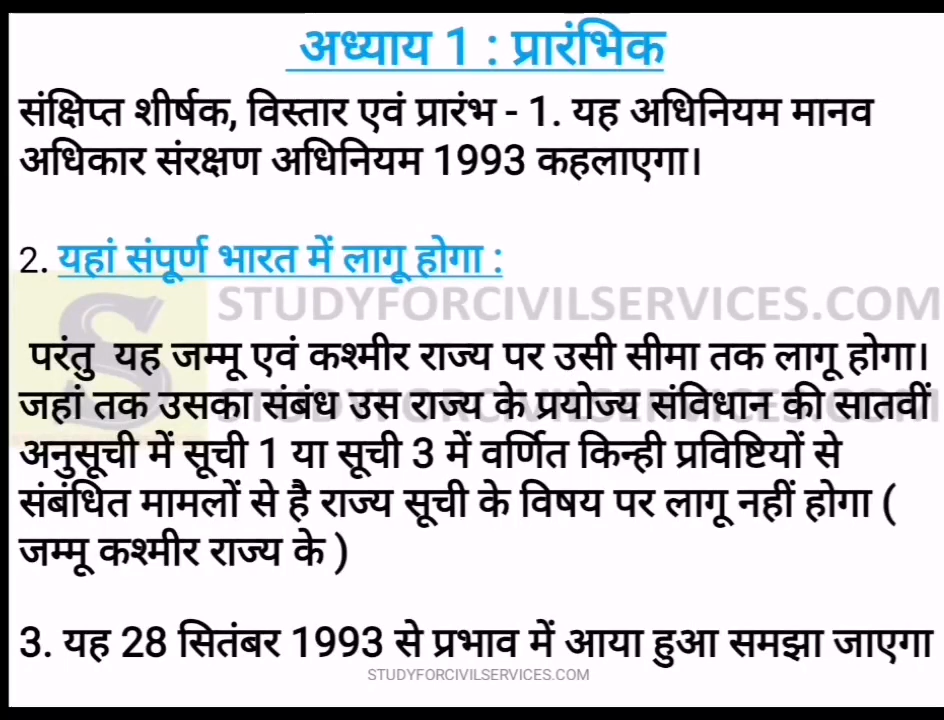 अध्याय 1 : प्रारंभिक
संक्षिप्त शीर्षक, विस्तार एवं प्रारंभ - 1. यह अधिनियम मानव
अधिकार संरक्षण अधिनियम 1993 कहलाएगा।
2. यहां संपूर्ण भारत में लागू होगा :
STUDYFORCIVILSERVICES.COM
परंतु यह जम्मू एवं कश्मीर राज्य पर उसी सीमा तक लागू होगा।
जहां तक उसका संबंध उस राज्य के प्रयोज्य संविधान की सातवीं
STUDYFORCIVILSERVICES.COM
अनुसूची में सूची 1 या सूची 3 में वर्णित किन्ही प्रविष्टियों से
संबंधित मामलों से है राज्य सूची के विषय पर लागू नहीं होगा (
जम्मू कश्मीर राज्य के )
3. यह 28 सितंबर 1993 से प्रभाव में आया हुआ समझा जाएगा
STUDYFORCIVILSERVICES.COM